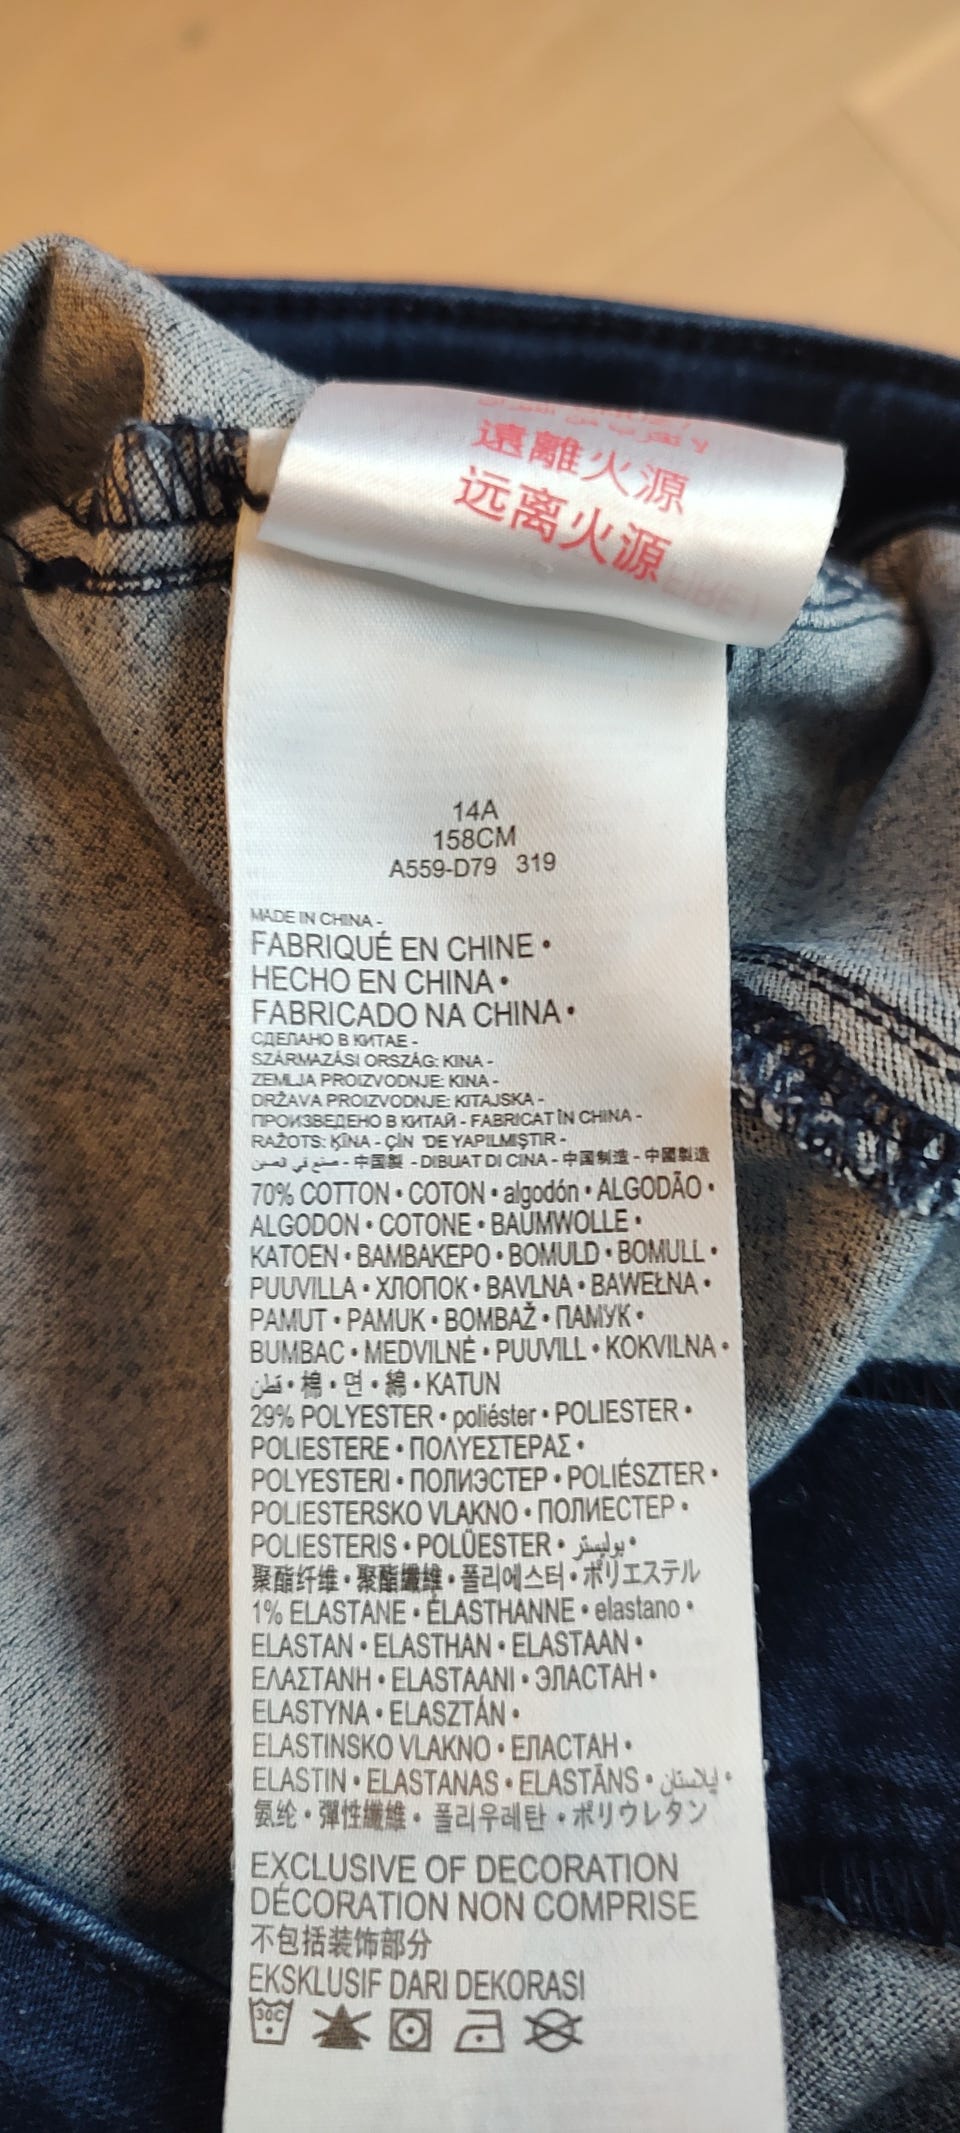 遠離火源
远离火源
14A
158CM
A559-D79 319
MADE IN CHINA -
FABRIQUÉ EN CHINE •
HECHO EN CHINA •
FABRICADO NA CHINA •
СДЕЛАНО В КИТАЕ -
SZÁRMAZÁSI ORSZÁG: KINA -
ZEMLJA PROIZVODNJE: KINA -
DRŽAVA PROIZVODNJE: KITAJSKA -
ПРОИЗВЕДЕНО В КИТАЙ - FABRICAT ÎN CHINA -
RAŽOTS: ĶĪNA - ÇİN 'DE YAPILMIŞTIR -
صنع في الصين - 中国製 - DIBUAT DI CINA - 中国制造 - 中國製造
70% COTTON • COTON • algodón • ALGODÃO •
ALGODON • COTONE • BAUMWOLLE •
KATOEN • ΒΑΜΒΑΚΕΡΟ • BOMULD • BOMULL •
PUUVILLA • ХЛОПОК • BAVLNA • BAWEŁNA •
PAMUT • PAMUK • BOMBAŽ • ПАМУК •
BUMBAC • MEDVILNĖ • PUUVILL • KOKVILNA •
قطن • 棉 • 면 • 綿 • KATUN
29% POLYESTER • poliéster • POLIESTER •
POLIESTERE • ΠΟΛΥΕΣΤΕΡΑΣ •
POLYESTERI • ПОЛИЭСТЕР • POLIÉSZTER •
POLIESTERSKO VLAKNO • ПОЛИЕСТЕР •
POLIESTERIS • POLÜESTER • بوليستر •
聚酯纤维 • 聚酯纖維 • 폴리에스터 • ポリエステル
1% ELASTANE • ÉLASTHANNE • elastano •
ELASTAN • ELASTHAN • ELASTAAN •
ΕΛΑΣΤΑΝΗ • ELASTAANI • ЭЛАСТАН •
ELASTYNA • ELASZTÁN •
ELASTINSKO VLAKNO • ЕЛАСТАН •
ELASTIN • ELASTANAS • ELASTĀNS • إيلاستان •
氨纶 • 彈性纖維 • 폴리우레탄 • ポリウレタン
EXCLUSIVE OF DECORATION
DÉCORATION NON COMPRISE
不包括装饰部分
EKSKLUSIF DARI DEKORASI
30C